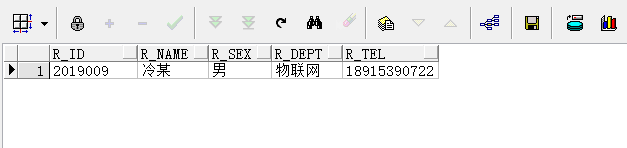 R_ID R_NAME R_SEX R_DEPT R_TEL
1 2019009 冷某 男 物联网 18915390722